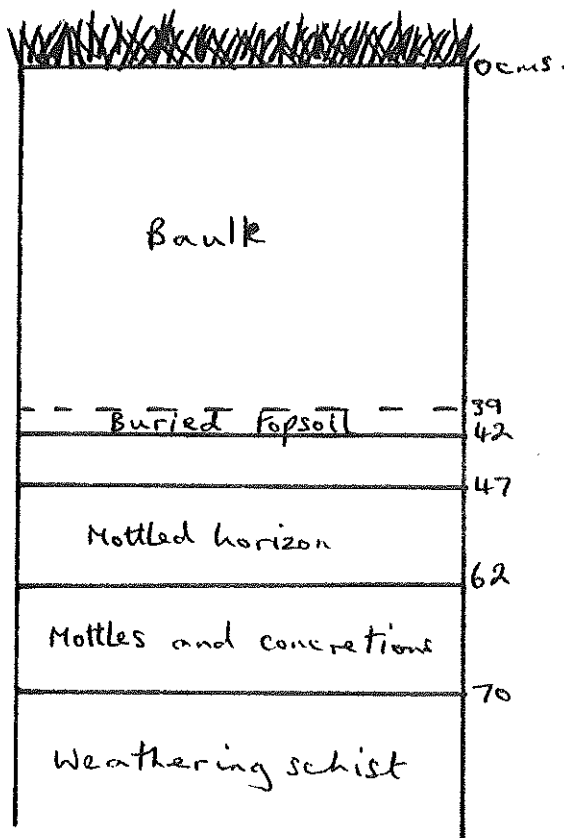 0cms.
Baulk
39
Buried Topsoil
42
47
Mottled horizon
62
Mottles and concretions
70
Weathering schist